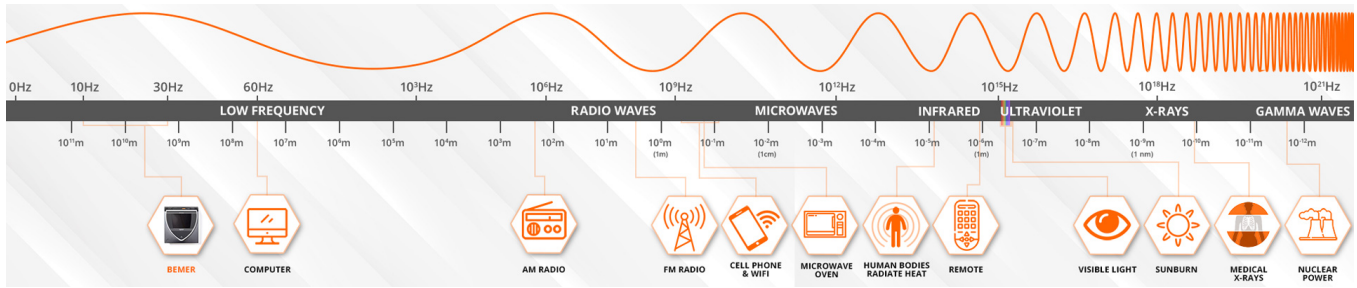 0Hz 10Hz 30Hz 60Hz 103Hz 10⁶Hz 10⁹Hz 10¹²Hz 10¹⁵Hz 10¹⁸Hz 10²¹Hz
LOW FREQUENCY RADIO WAVES MICROWAVES INFRARED ULTRAVIOLET X-RAYS GAMMA WAVES
10¹¹m 10¹⁰m 10⁹m 10⁸m 10⁷m 10⁴m 10⁵m 10⁴m 10³m 10²m 10¹m 10⁰m 10⁻²m 10⁻³m 10⁻⁴m 10⁻⁵m 10⁻⁶m 10⁻⁷m 10⁻⁸m 10⁻⁹m 10⁻¹⁰m 10⁻¹¹m 10⁻¹²m
(1m) (1cm) (1m) (1 nm)
BEMER COMPUTER AM RADIO FM RADIO CELL PHONE MICROWAVE HUMAN BODIES REMOTE VISIBLE LIGHT SUNBURN MEDICAL NUCLEAR
& WIFI OVEN RADIATE HEAT X-RAYS POWER